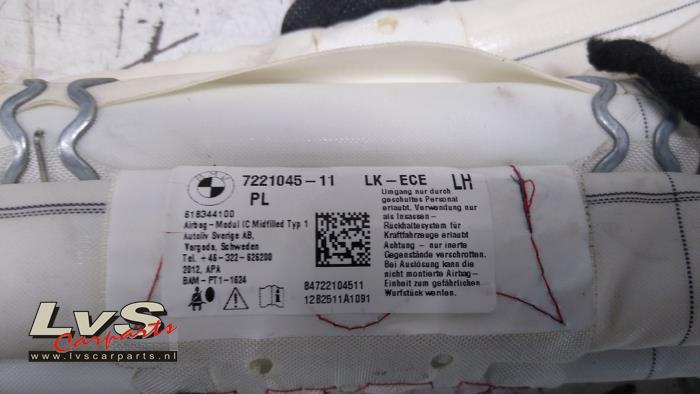 BMW
7221045-11 LK-ECE LH
PL
618344100
Airbag-Modul IC Midfilled Typ 1
Autoliv Sverige AB,
Vargada, Schweden
Tel. +46-322-626200
2012, APA
BAM-PT1-1624
84722104511
12B2511A1091
Umgang nur durch
geschultes Personal
erlaubt. Verwendung nur
als Insassen-
Rückhaltesystem für
Kraftfahrzeuge erlaubt
Achtung - nur inerte
Gegenstände verschrotten.
Bei Auslösung kann die
nicht montierte Airbag-
Einheit zum gefährlichen
Wurfstück werden.
LvS
Carparts
www.lvscarparts.nl